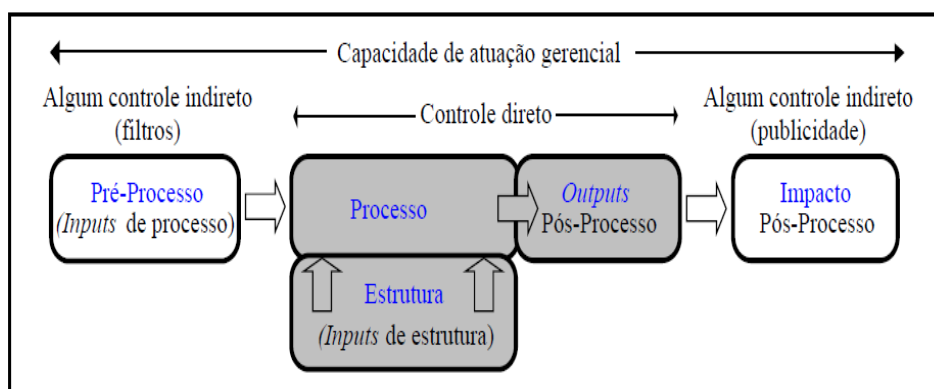 Capacidade de atuação gerencial
Algum controle indireto
(filtros)
Controle direto
Algum controle indireto
(publicidade)
Pré-Processo
(Inputs de processo)
Processo
Outputs
Pós-Processo
Impacto
Pós-Processo
Estrutura
(Inputs de estrutura)